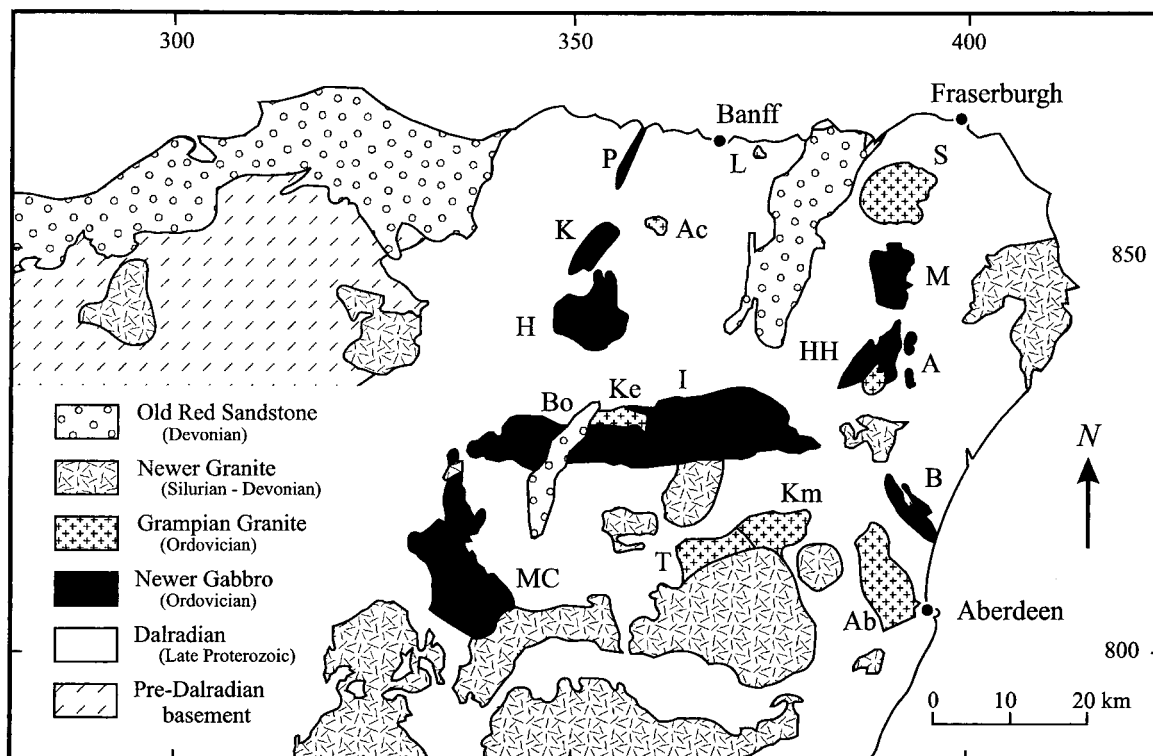 300
350
400
Fraserburgh
Banff
L
P
S
K
Ac
850
M
H
HH
A
I
Ke
Bo
Old Red Sandstone
(Devonian)
N
Newer Granite
(Silurian - Devonian)
B
Km
Grampian Granite
(Ordovician)
T
MC
Newer Gabbro
(Ordovician)
Ab
Aberdeen
Dalradian
(Late Proterozoic)
800
Pre-Dalradian
basement
0 10 20 km